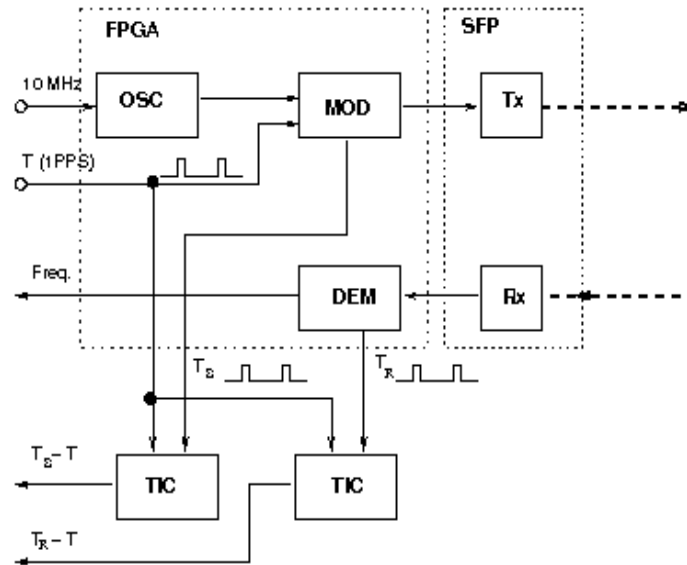 FPGA
SFP
10 MHz
OSC
MOD
Tx
T (1PPS)
Freq.
DEM
Rx
T_S
T_R
T_S – T
TIC
TIC
T_R – T